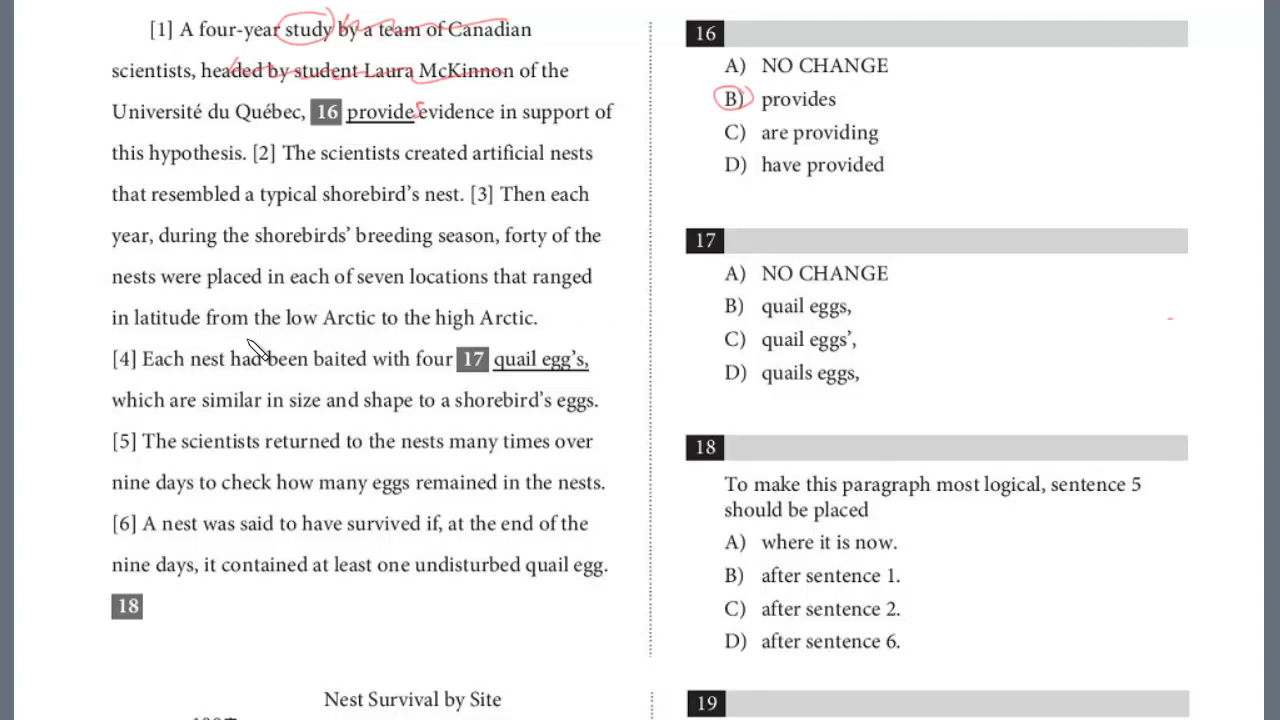 [1] A four-year study by a team of Canadian
scientists, headed by student Laura McKinnon of the
Université du Québec, 16 provides evidence in support of
this hypothesis. [2] The scientists created artificial nests
that resembled a typical shorebird's nest. [3] Then each
year, during the shorebirds' breeding season, forty of the
nests were placed in each of seven locations that ranged
in latitude from the low Arctic to the high Arctic.
[4] Each nest had been baited with four 17 quail egg's,
which are similar in size and shape to a shorebird's eggs.
[5] The scientists returned to the nests many times over
nine days to check how many eggs remained in the nests.
[6] A nest was said to have survived if, at the end of the
nine days, it contained at least one undisturbed quail egg.
18
Nest Survival by Site
16
A) NO CHANGE
B) provides
C) are providing
D) have provided
17
A) NO CHANGE
B) quail eggs,
C) quail eggs',
D) quails eggs,
18
To make this paragraph most logical, sentence 5
should be placed
A) where it is now.
B) after sentence 1.
C) after sentence 2.
D) after sentence 6.
19